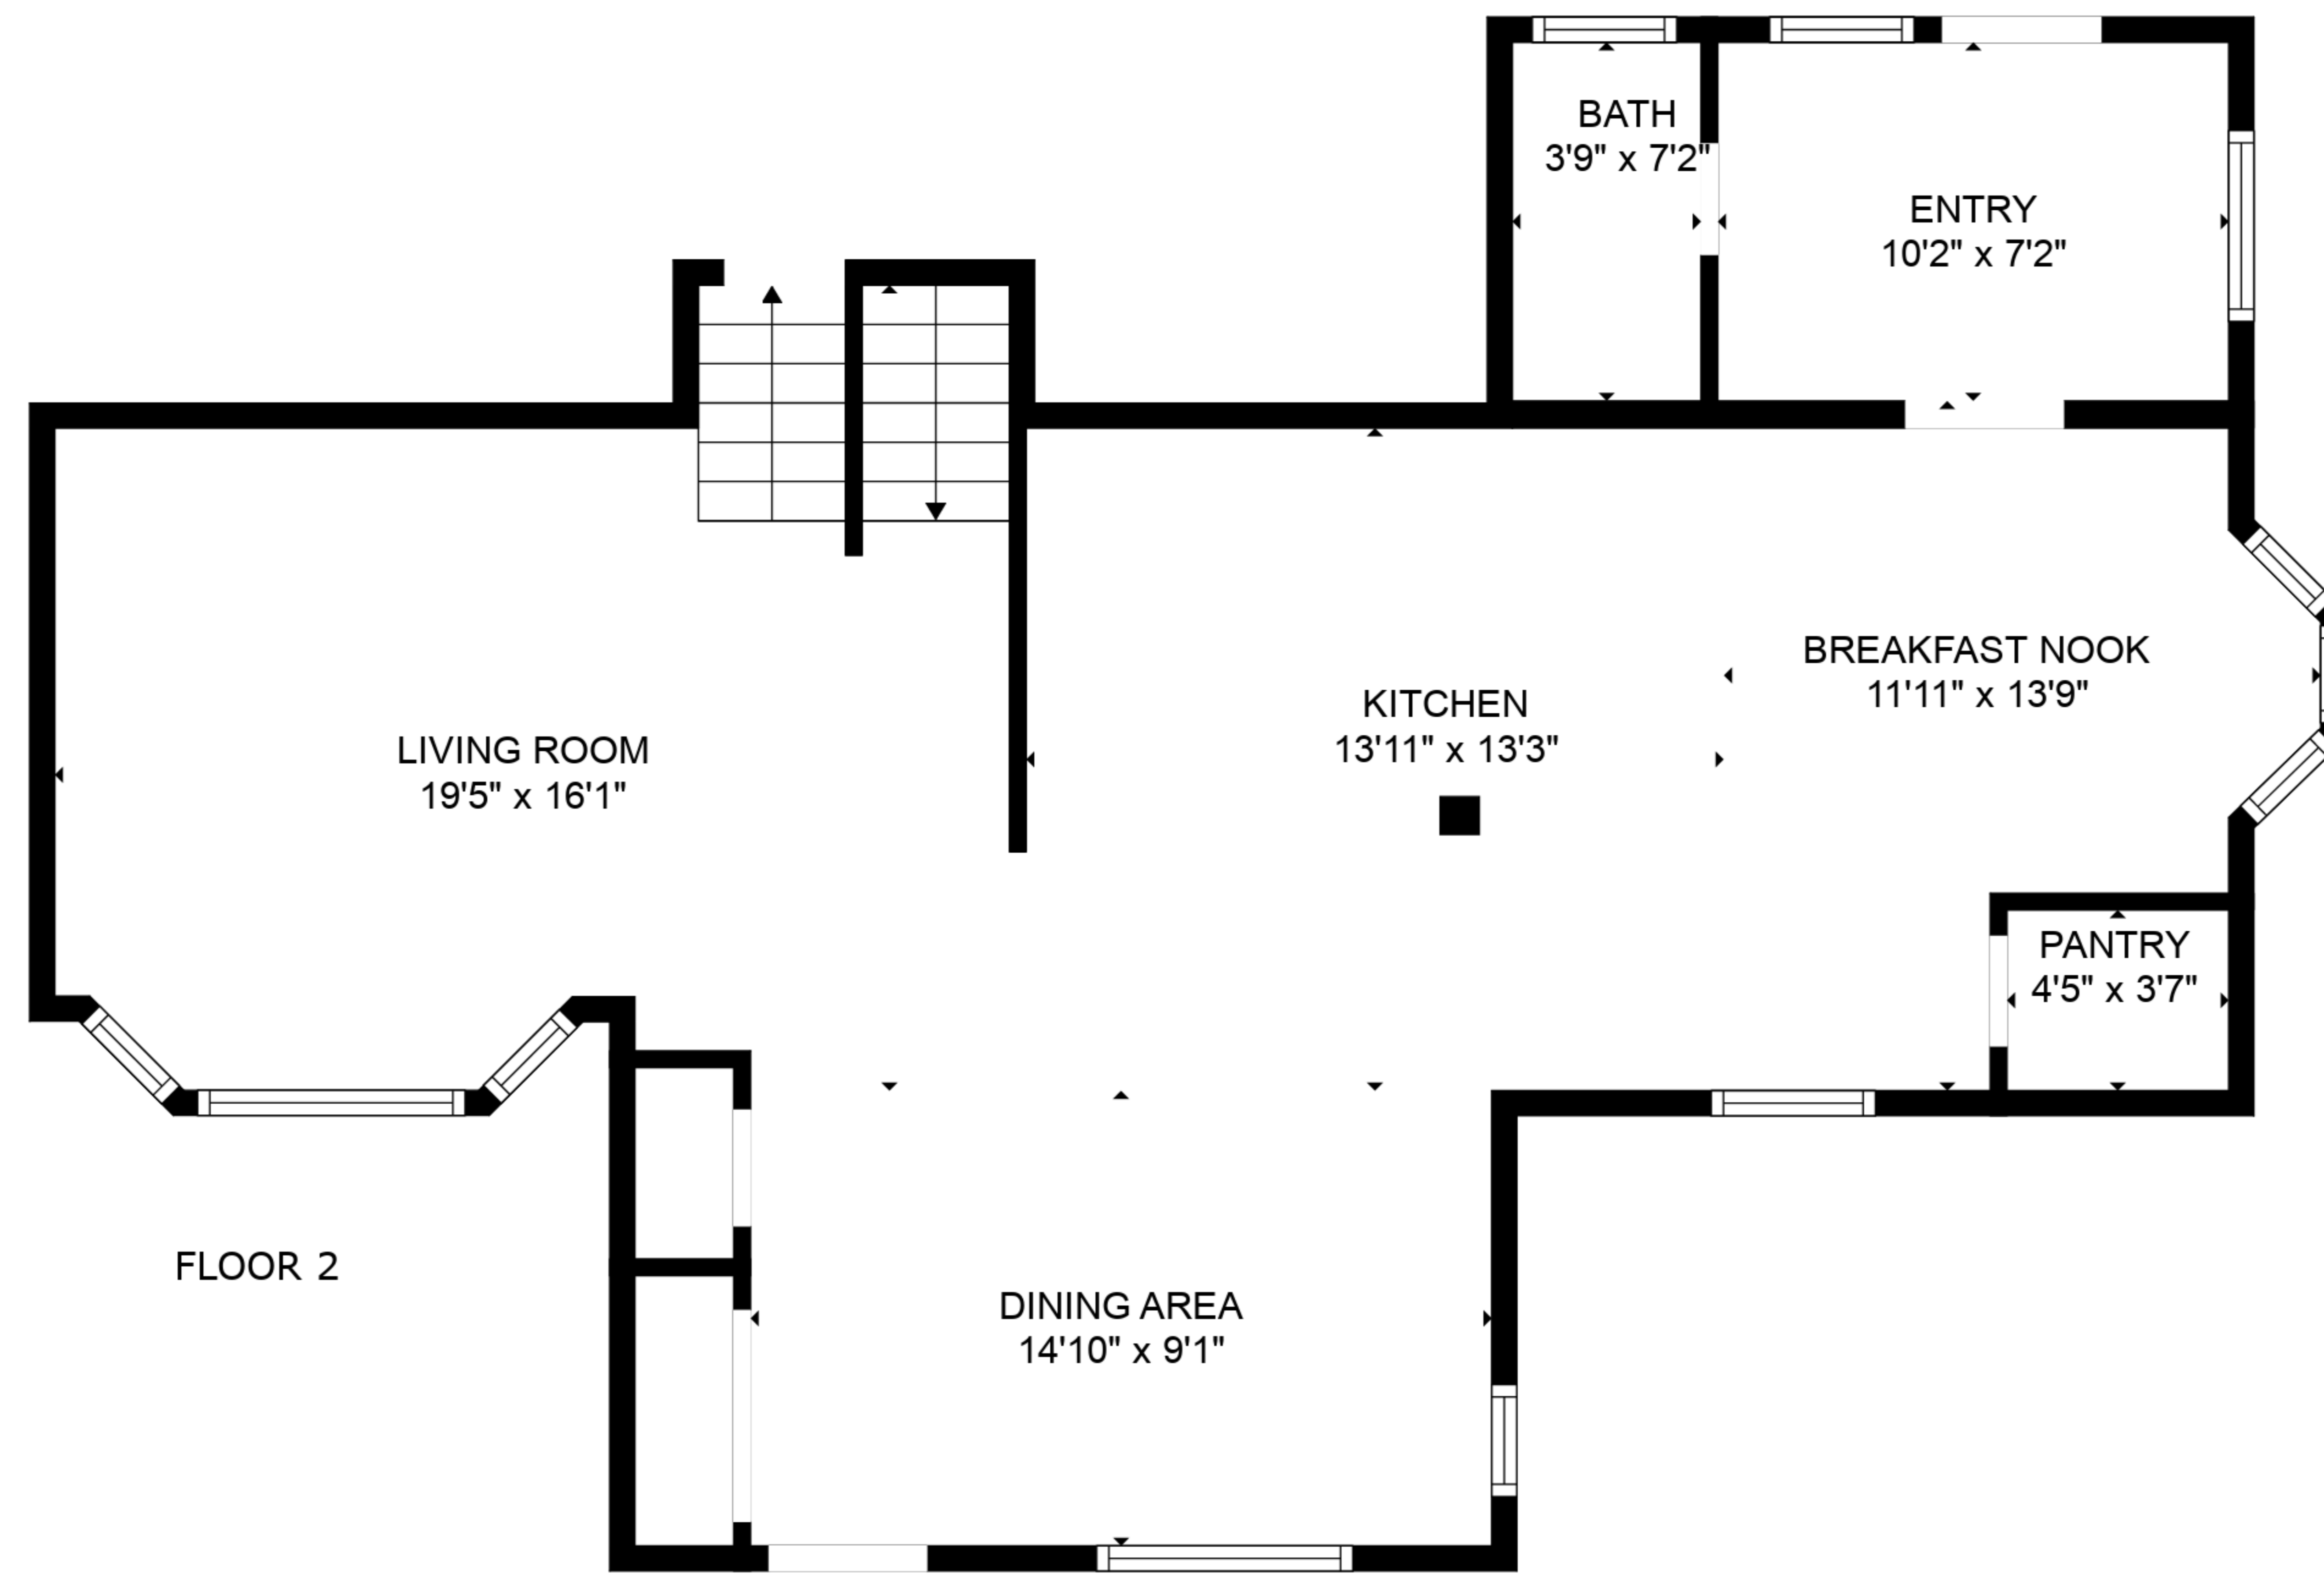 BATH
3'9" x 7'2"
ENTRY
10'2" x 7'2"
BREAKFAST NOOK
11'11" x 13'9"
KITCHEN
13'11" x 13'3"
LIVING ROOM
19'5" x 16'1"
PANTRY
4'5" x 3'7"
FLOOR 2
DINING AREA
14'10" x 9'1"